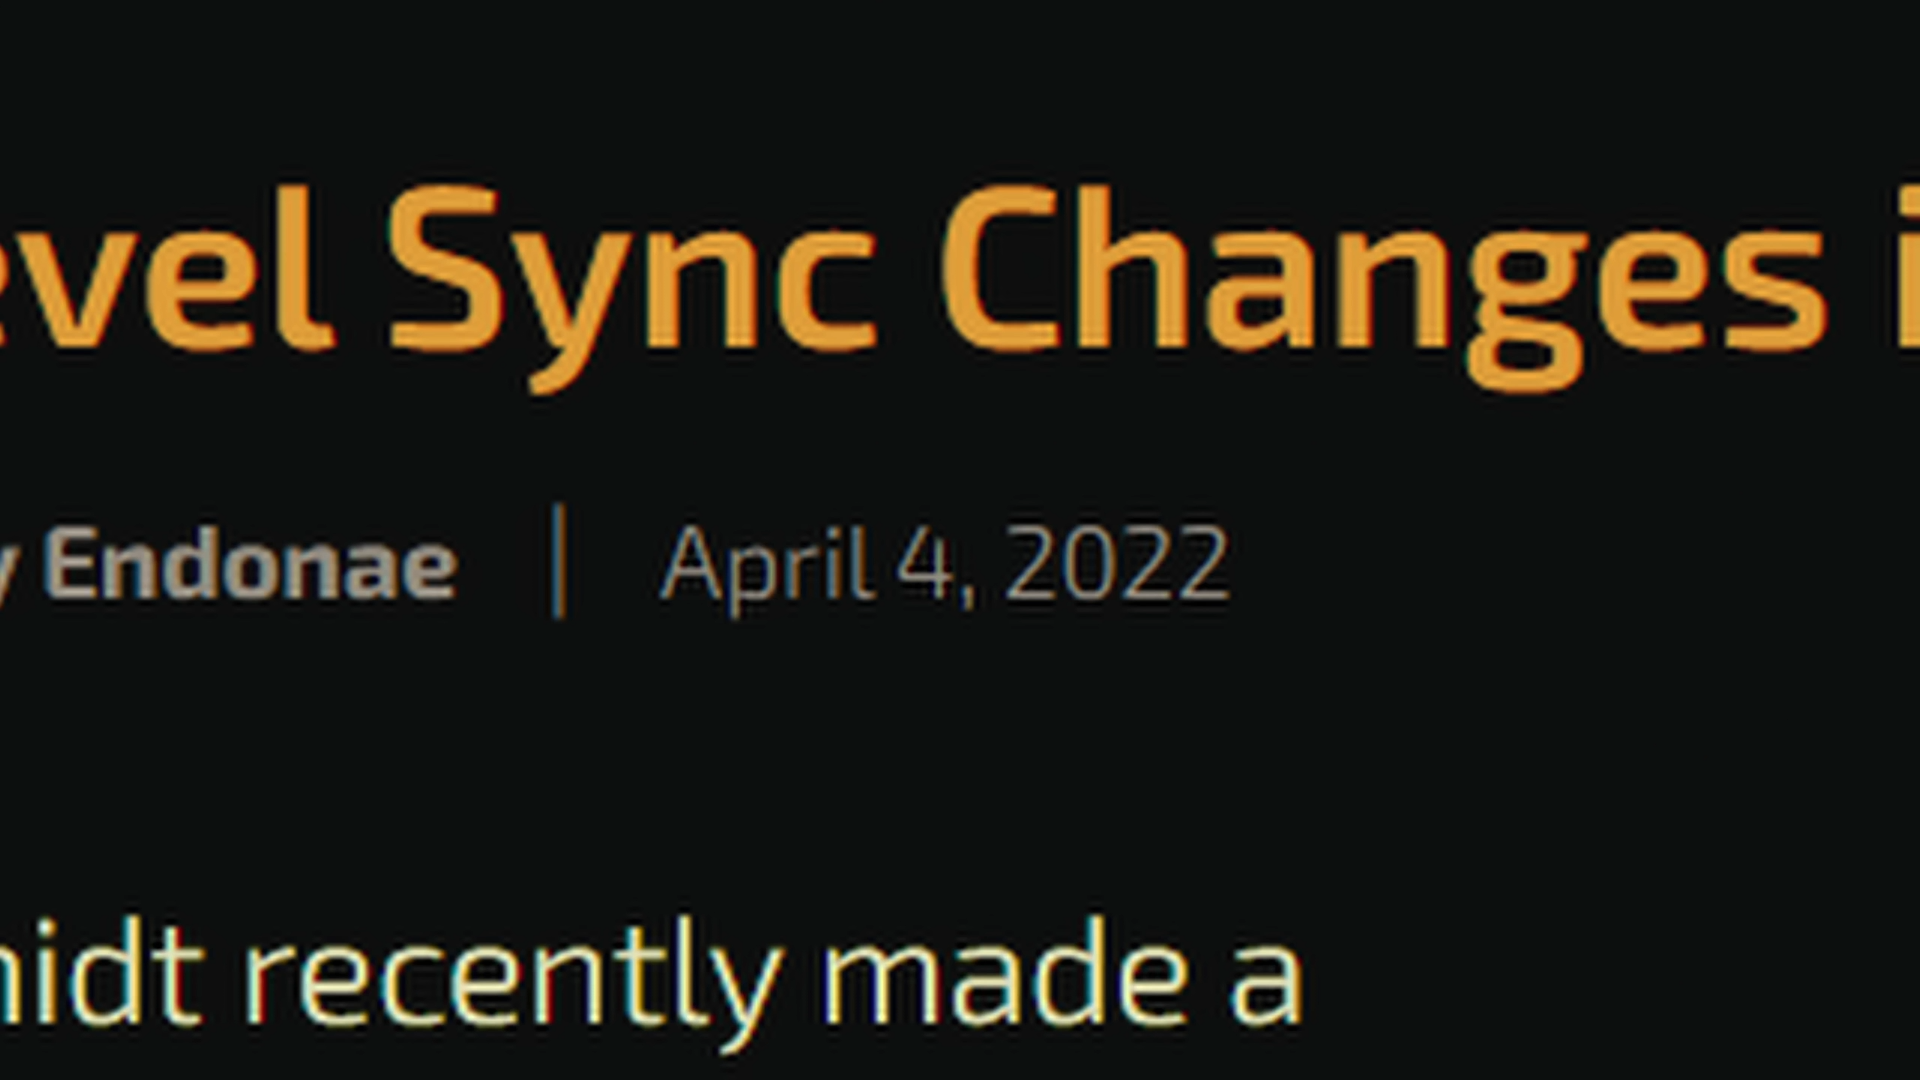 evel Sync Changes i
y Endonae | April 4, 2022
nidt recently made a